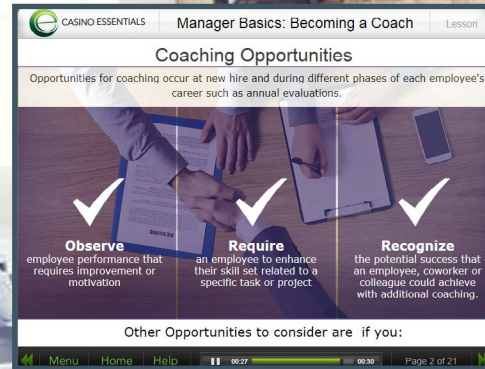 CASINO ESSENTIALS
Manager Basics: Becoming a Coach
Lesson
Coaching Opportunities
Opportunities for coaching occur at new hire and during different phases of each employee's
career such as annual evaluations.
Observe
employee performance that
requires improvement or
motivation
Require
an employee to enhance
their skill set related to a
specific task or project
Recognize
the potential success that
an employee, coworker or
colleague could achieve
with additional coaching.
Other Opportunities to consider are if you:
Menu Home Help 00:27 00:30 Page 2 of 21